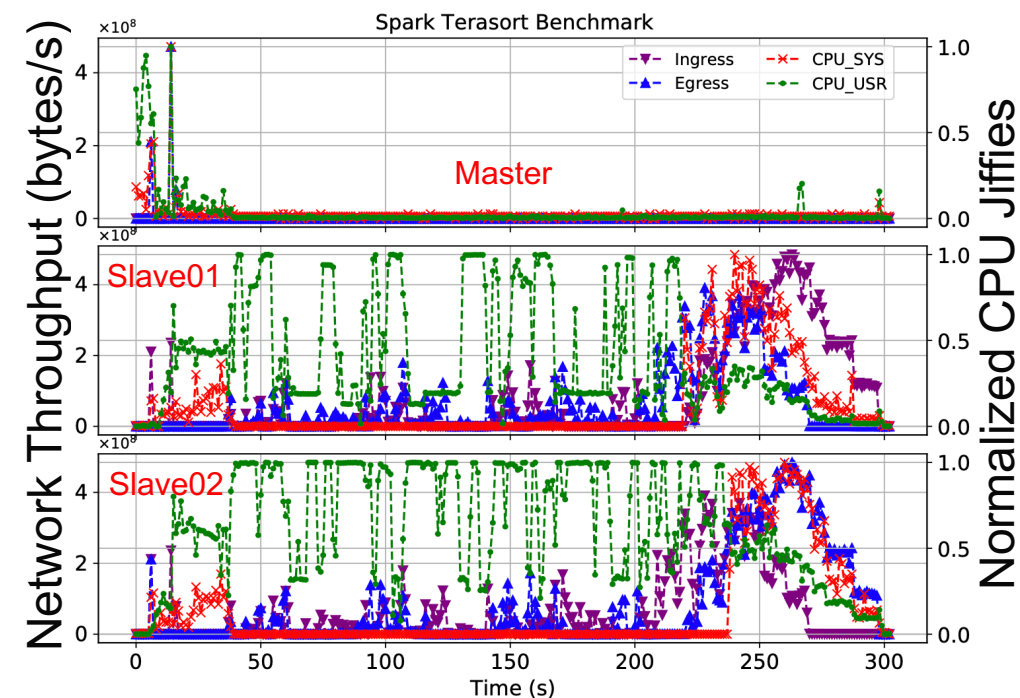 Spark Terasort Benchmark
Network Throughput (bytes/s)
Normalized CPU Jiffies
×10⁸
4
2
0
1.0
0.5
0.0
Ingress
Egress
CPU_SYS
CPU_USR
Master
×10⁸
4
2
0
1.0
0.5
0.0
Slave01
×10⁸
4
2
0
1.0
0.5
0.0
Slave02
0 50 100 150 200 250 300
Time (s)